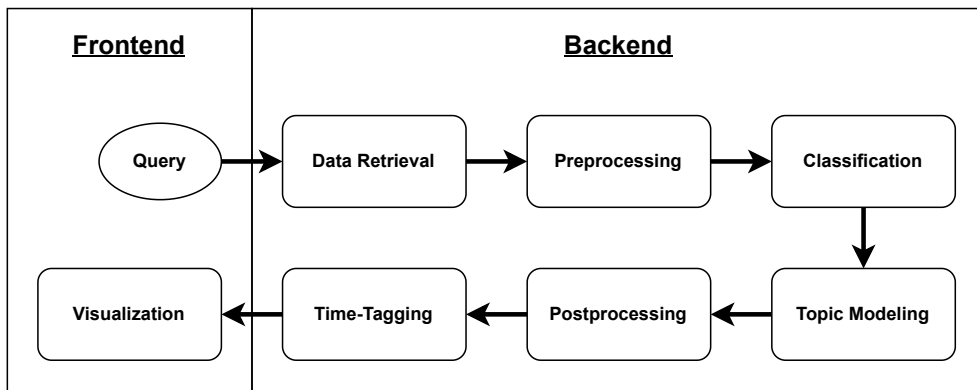 Frontend
Backend
Query
Data Retrieval
Preprocessing
Classification
Visualization
Time-Tagging
Postprocessing
Topic Modeling